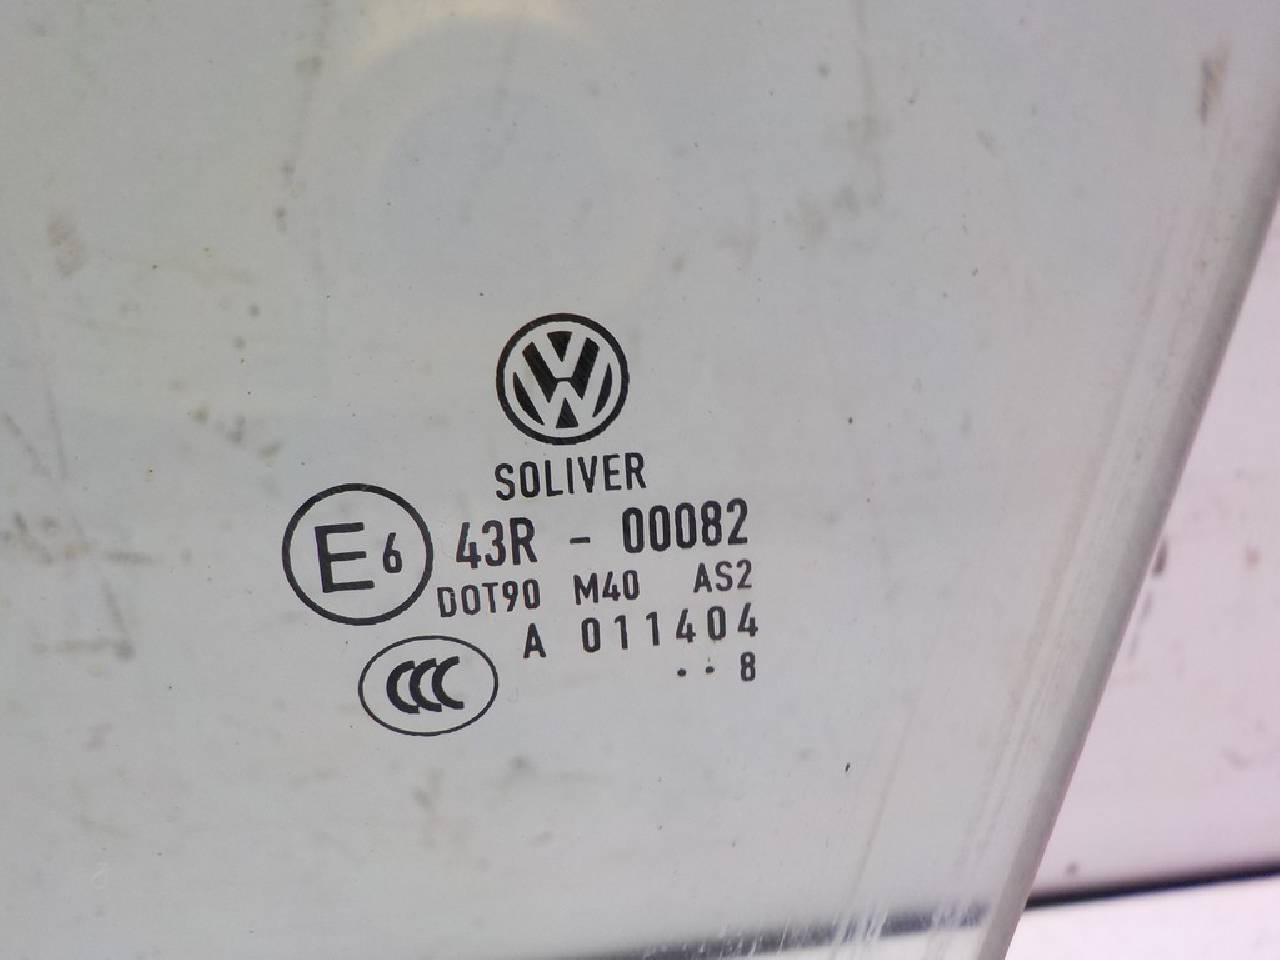 SOLIVER
E6 43R - 00082
DOT90 M40 AS2
A 011404
CCC .. 8